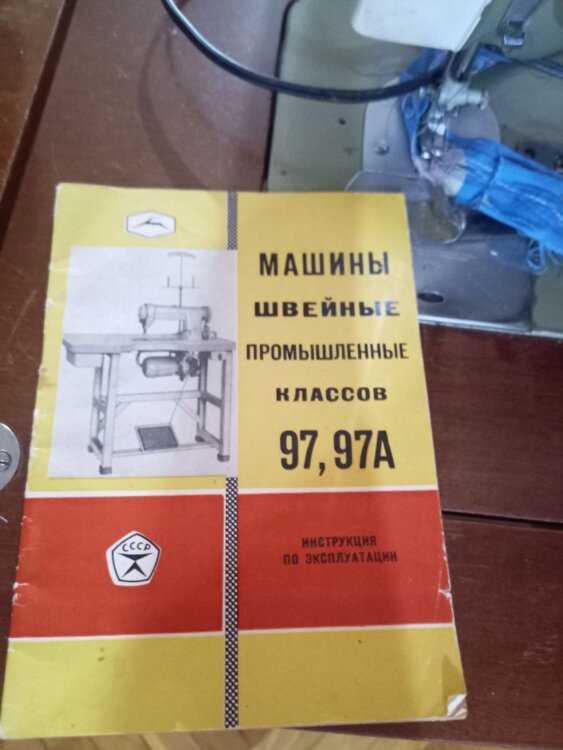 МАШИНЫ
ШВЕЙНЫЕ
ПРОМЫШЛЕННЫЕ
КЛАССОВ
97, 97А
СССР
ИНСТРУКЦИЯ
ПО ЭКСПЛУАТАЦИИ